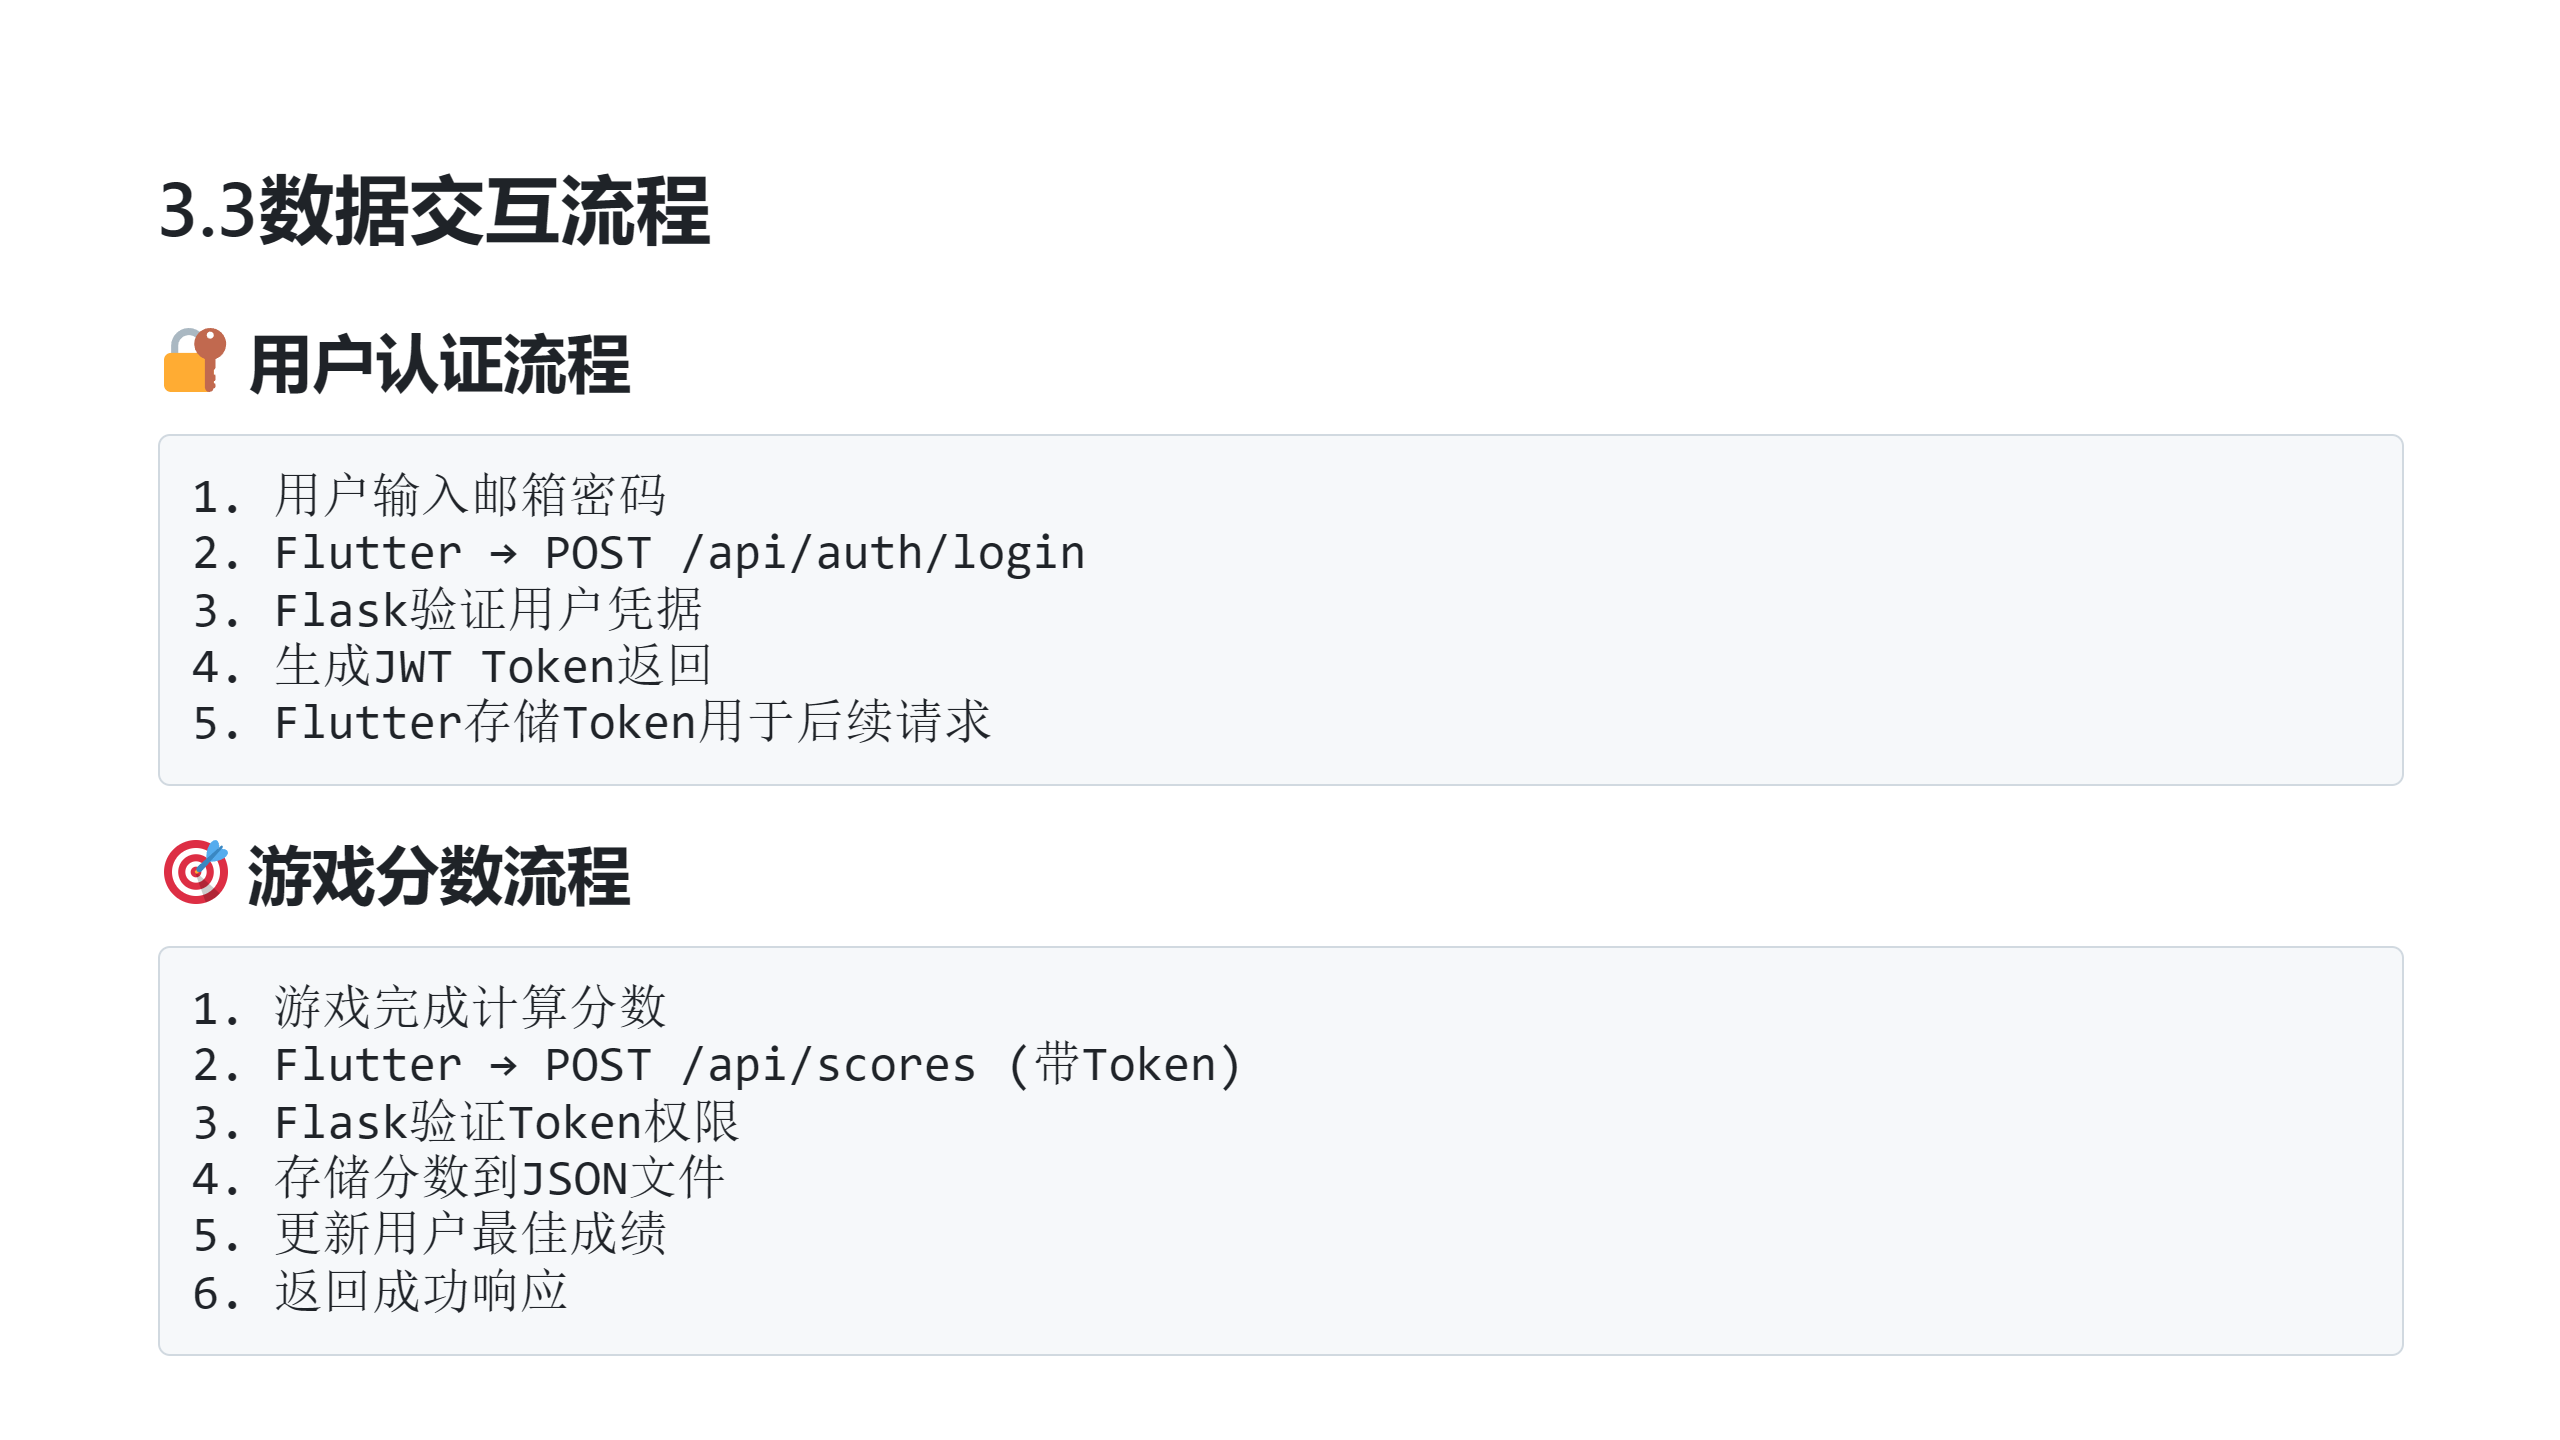 3.3数据交互流程
🔐 用户认证流程
1. 用户输入邮箱密码
2. Flutter → POST /api/auth/login
3. Flask验证用户凭据
4. 生成JWT Token返回
5. Flutter存储Token用于后续请求
🎯 游戏分数流程
1. 游戏完成计算分数
2. Flutter → POST /api/scores (带Token)
3. Flask验证Token权限
4. 存储分数到JSON文件
5. 更新用户最佳成绩
6. 返回成功响应